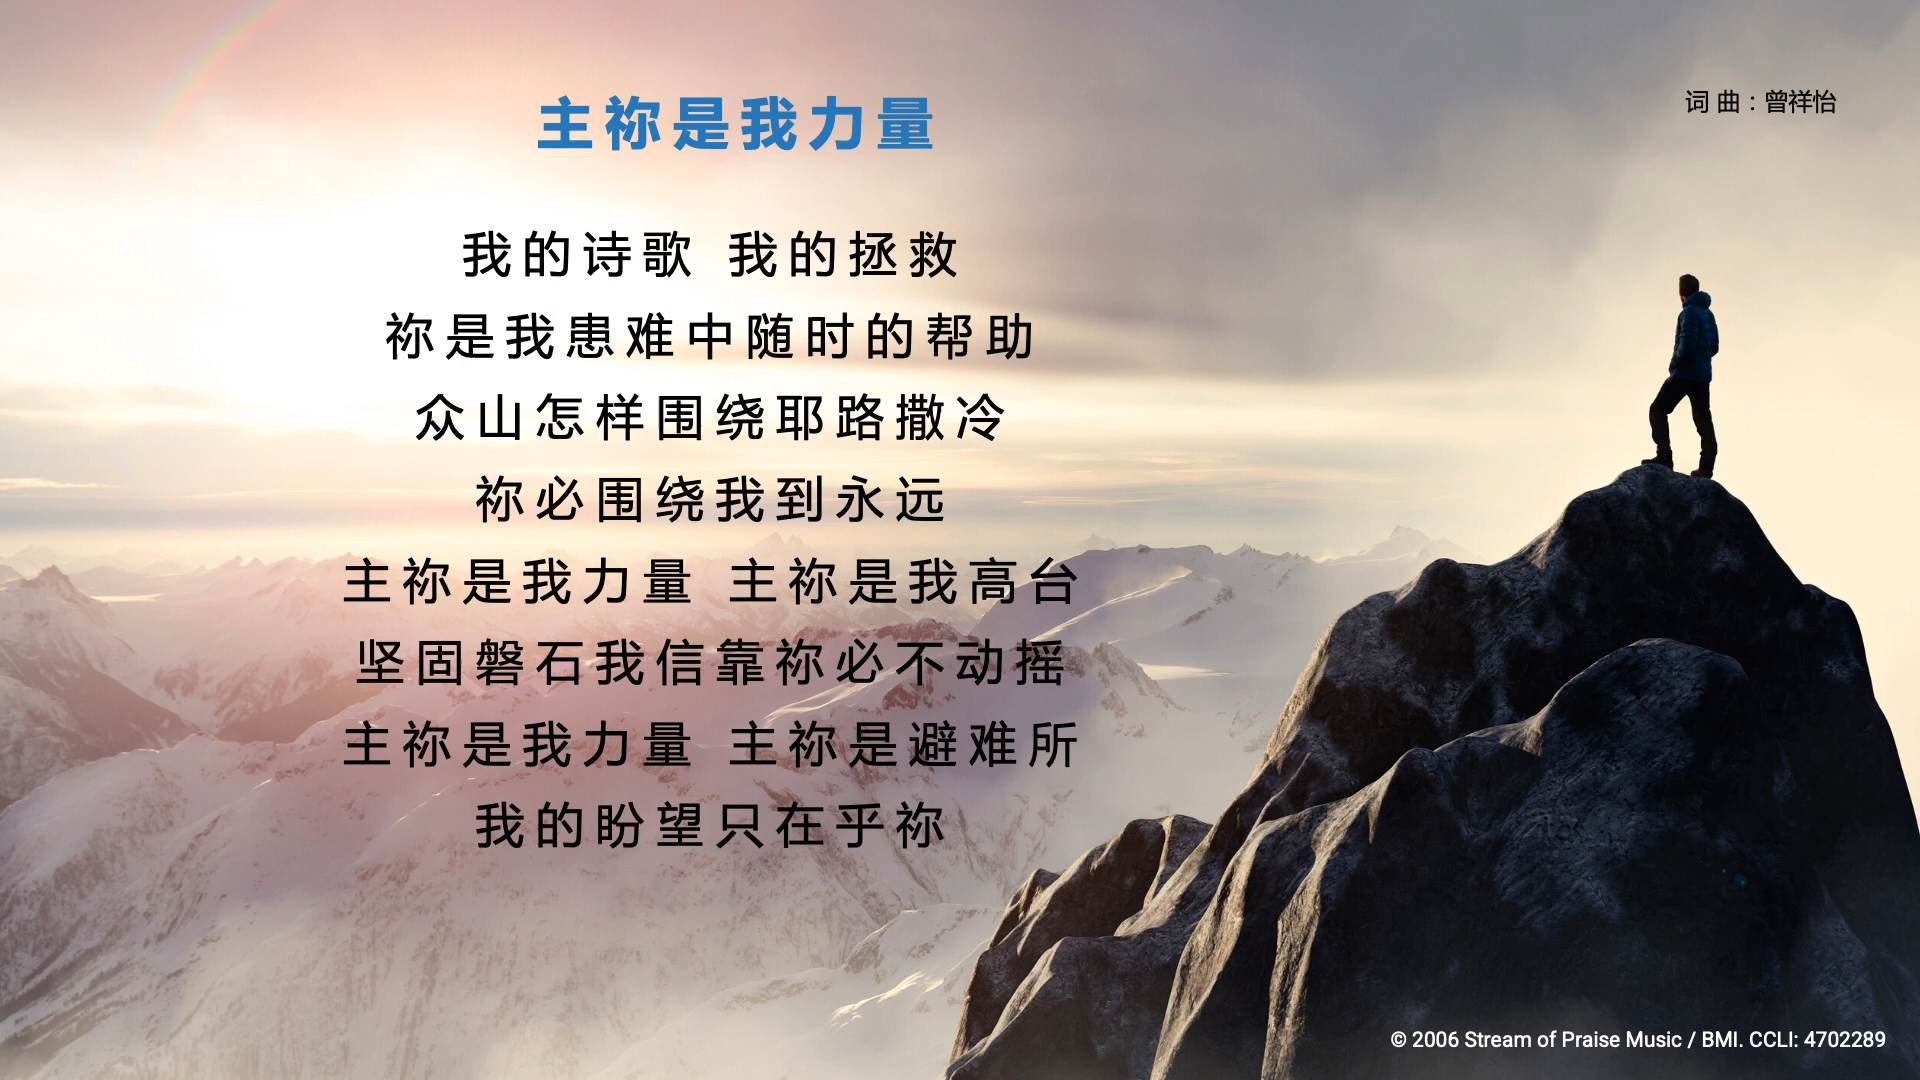 主祢是我力量
词 曲：曾祥怡
我的诗歌 我的拯救
祢是我患难中随时的帮助
众山怎样围绕耶路撒冷
祢必围绕我到永远
主祢是我力量 主祢是我高台
坚固磐石我信靠祢必不动摇
主祢是我力量 主祢是避难所
我的盼望只在乎祢
© 2006 Stream of Praise Music / BMI. CCLI: 4702289